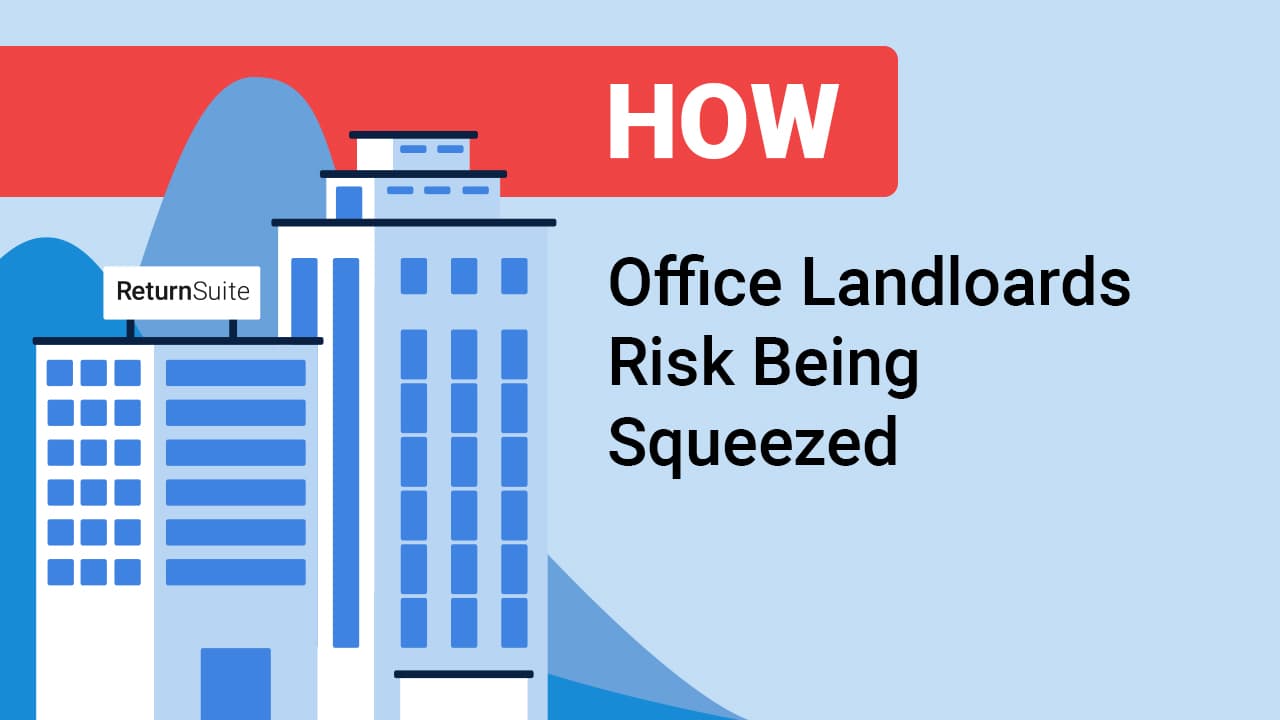 HOW
ReturnSuite
Office Landloards
Risk Being
Squeezed